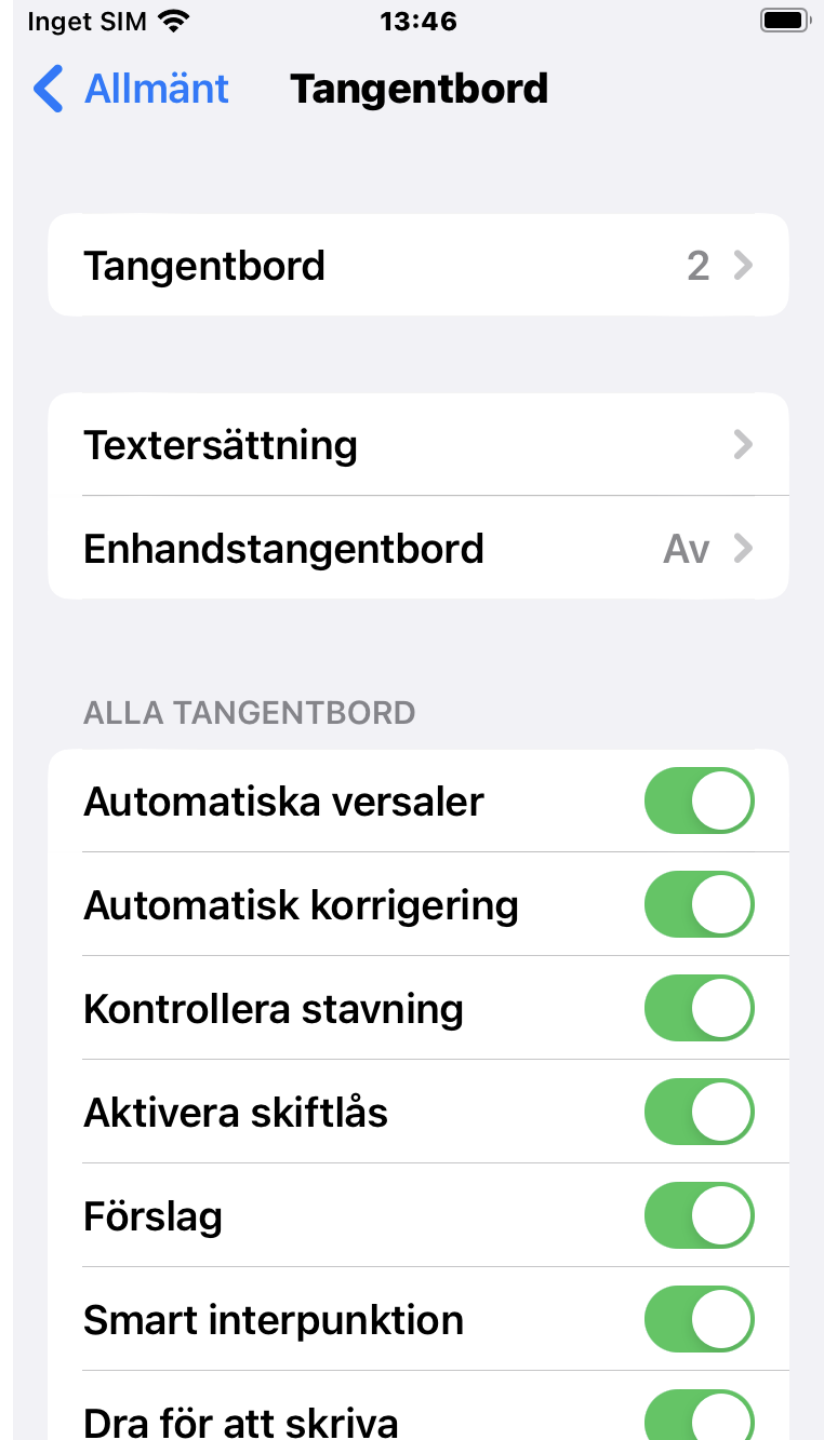 Inget SIM 13:46
Allmänt Tangentbord
Tangentbord 2
Textersättning
Enhandstangentbord Av
ALLA TANGENTBORD
Automatiska versaler
Automatisk korrigering
Kontrollera stavning
Aktivera skiftlås
Förslag
Smart interpunktion
Dra för att skriva